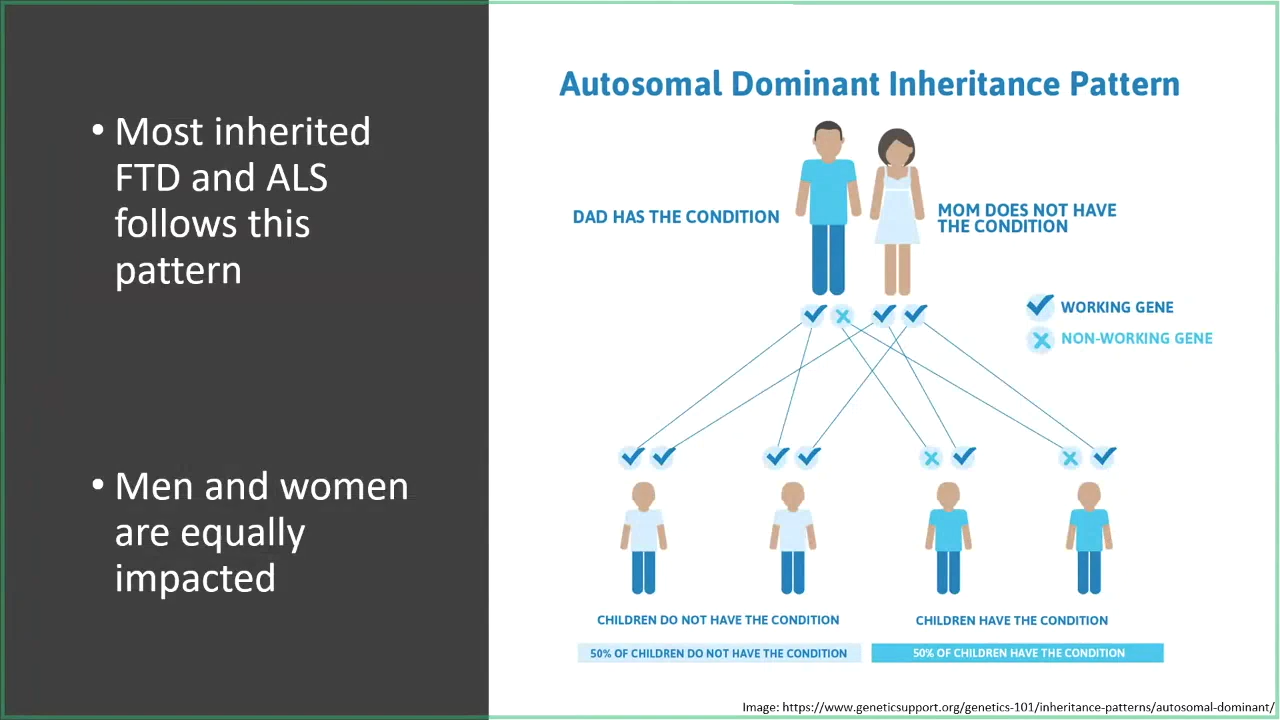 • Most inherited
FTD and ALS
follows this
pattern
• Men and women
are equally
impacted
Autosomal Dominant Inheritance Pattern
DAD HAS THE CONDITION
MOM DOES NOT HAVE
THE CONDITION
WORKING GENE
NON-WORKING GENE
CHILDREN DO NOT HAVE THE CONDITION
CHILDREN HAVE THE CONDITION
50% OF CHILDREN DO NOT HAVE THE CONDITION
50% OF CHILDREN HAVE THE CONDITION
Image: https://www.geneticsupport.org/genetics-101/inheritance-patterns/autosomal-dominant/